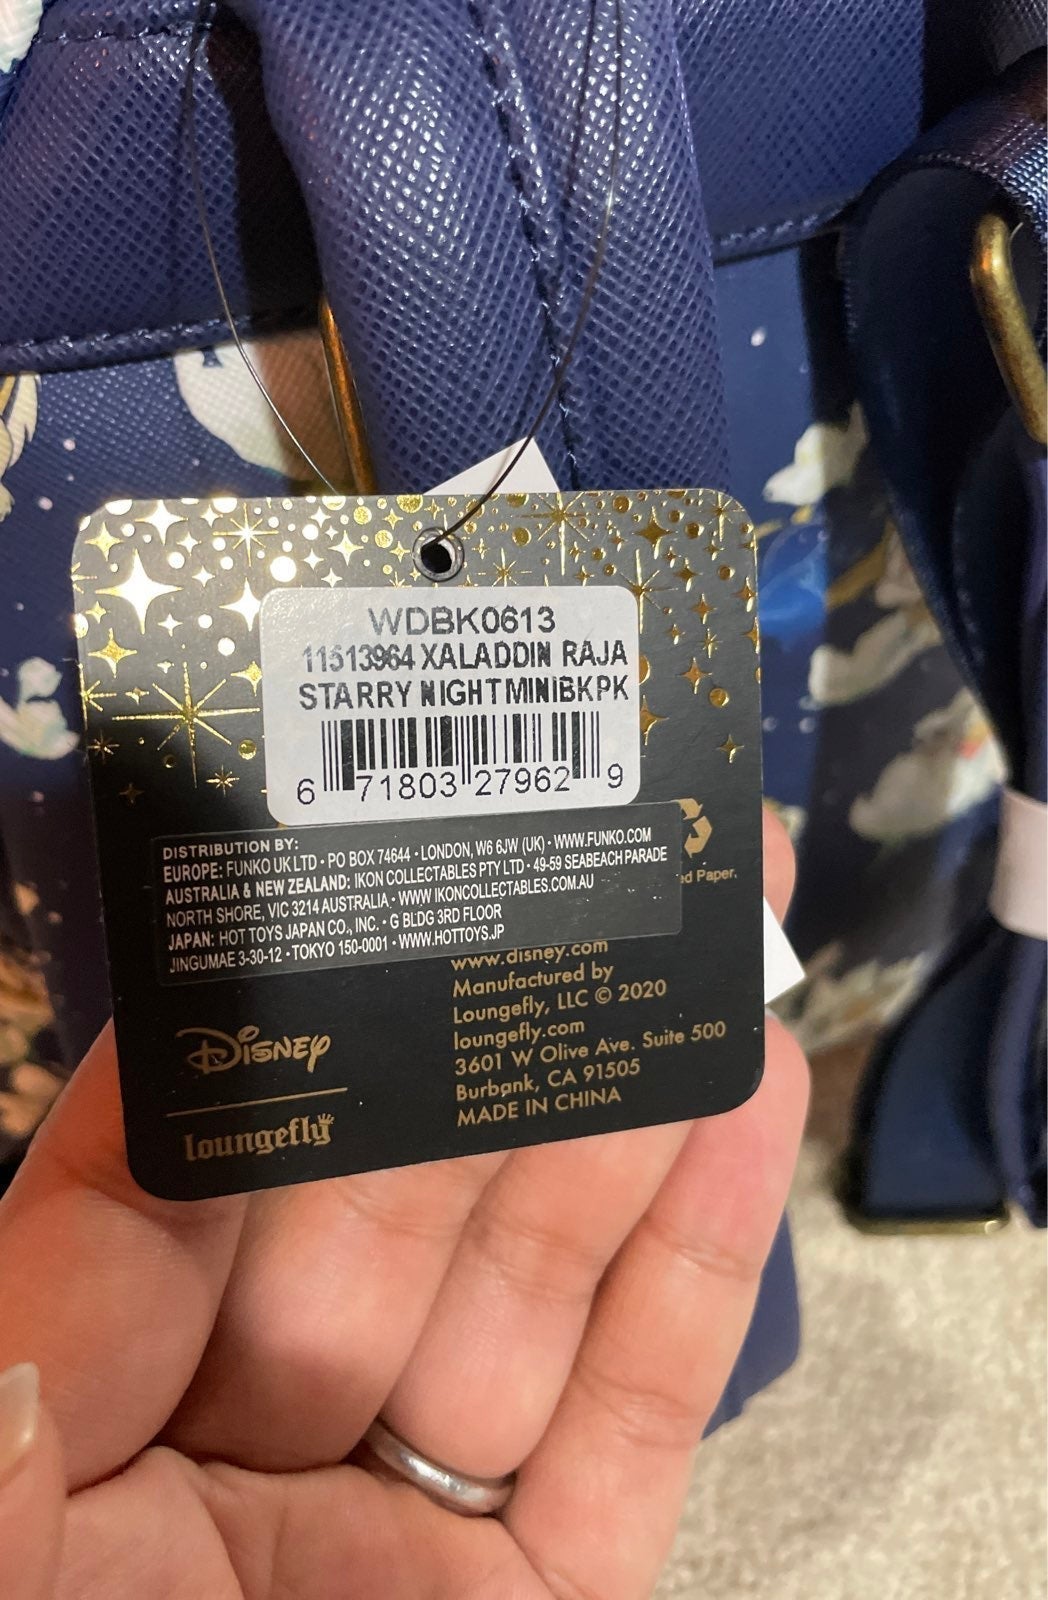 WDBK0613
11513964 XALADDIN RAJA
STARRY NIGHT MINIBKPK
6 71803 27962 9
DISTRIBUTION BY:
EUROPE: FUNKO UK LTD • PO BOX 74644 • LONDON, W6 6JW (UK) • WWW.FUNKO.COM
AUSTRALIA & NEW ZEALAND: IKON COLLECTABLES PTY LTD • 49-59 SEABEACH PARADE
NORTH SHORE, VIC 3214 AUSTRALIA • WWW IKONCOLLECTABLES.COM.AU
JAPAN: HOT TOYS JAPAN CO., INC. • G BLDG 3RD FLOOR
JINGUMAE 3-30-12 • TOKYO 150-0001 • WWW.HOTTOYS.JP
Paper.
www.disney.com
Manufactured by
Loungefly, LLC © 2020
loungefly.com
3601 W Olive Ave. Suite 500
Burbank, CA 91505
MADE IN CHINA
Disney
loungefly